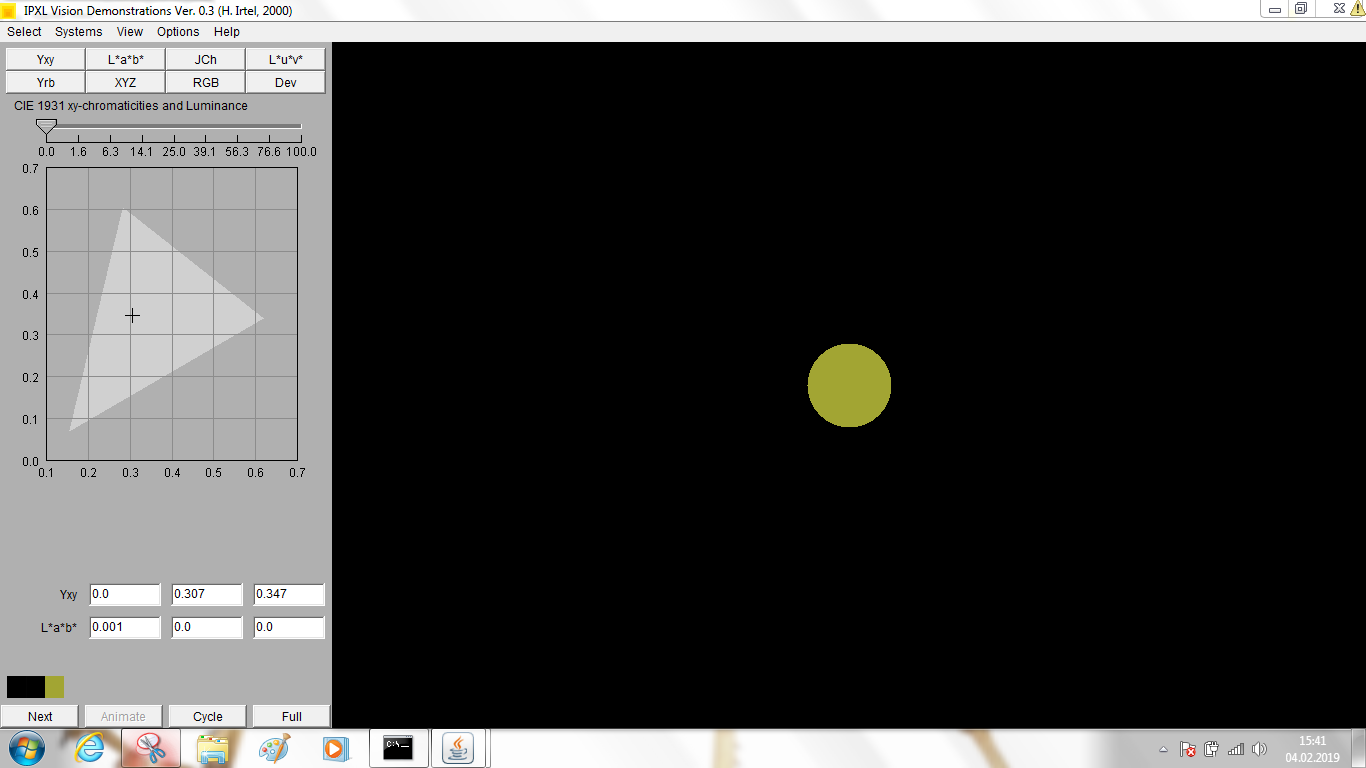 IPXL Vision Demonstrations Ver. 0.3 (H. Irtel, 2000)
Select Systems View Options Help
Yxy L*a*b* JCh L*u*v*
Yrb XYZ RGB Dev
CIE 1931 xy-chromaticities and Luminance
0.0 1.6 6.3 14.1 25.0 39.1 56.3 76.6 100.0
0.7
0.6
0.5
0.4
0.3
0.2
0.1
0.0
0.1 0.2 0.3 0.4 0.5 0.6 0.7
Yxy 0.0 0.307 0.347
L*a*b* 0.001 0.0 0.0
Next Animate Cycle Full
C:\_
15:41
04.02.2019